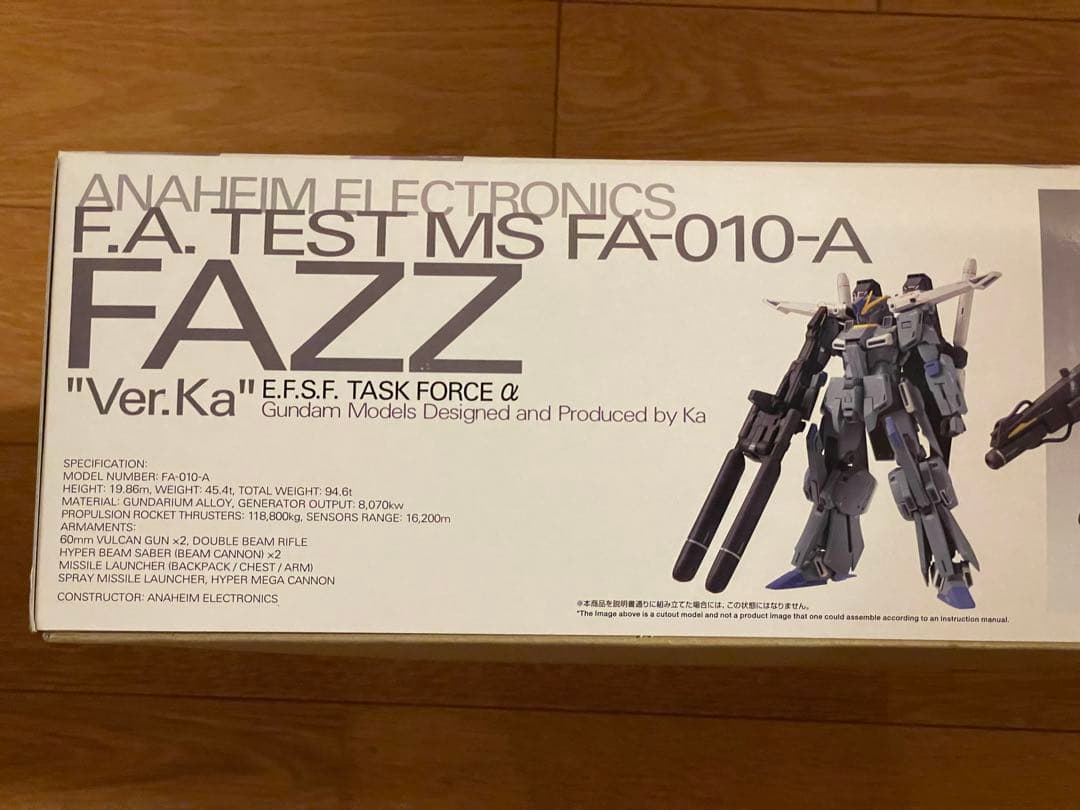 ANAHEIM ELECTRONICS
F.A. TEST MS FA-010-A
FAZZ
"Ver.Ka" E.F.S.F. TASK FORCE α
Gundam Models Designed and Produced by Ka
SPECIFICATION:
MODEL NUMBER: FA-010-A
HEIGHT: 19.86m, WEIGHT: 45.4t, TOTAL WEIGHT: 94.6t
MATERIAL: GUNDARIUM ALLOY, GENERATOR OUTPUT: 8,070kw
PROPULSION ROCKET THRUSTERS: 118,800kg, SENSORS RANGE: 16,200m
ARMAMENTS:
60mm VULCAN GUN ×2, DOUBLE BEAM RIFLE
HYPER BEAM SABER (BEAM CANNON) ×2
MISSILE LAUNCHER (BACKPACK / CHEST / ARM)
SPRAY MISSILE LAUNCHER, HYPER MEGA CANNON
CONSTRUCTOR: ANAHEIM ELECTRONICS
※本商品を説明書通りに組み立てた場合には、この状態にはなりません。
*The image above is a cutout model and not a product image that one could assemble according to an instruction manual.